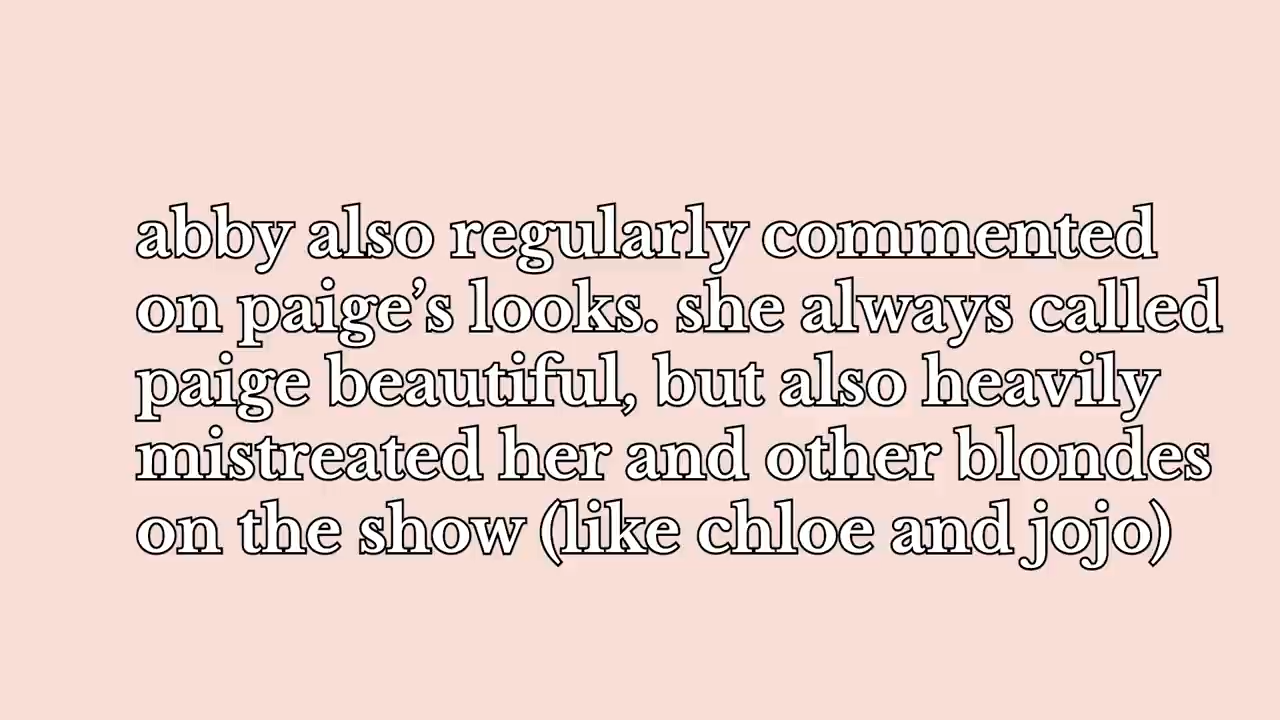 abby also regularly commented
on paige’s looks. she always called
paige beautiful, but also heavily
mistreated her and other blondes
on the show (like chloe and jojo)